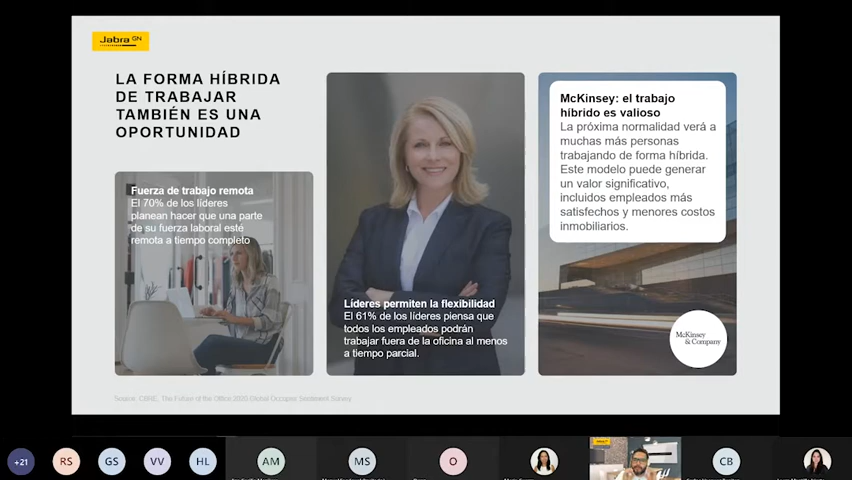 Jabra GN
LA FORMA HÍBRIDA
DE TRABAJAR
TAMBIÉN ES UNA
OPORTUNIDAD
Fuerza de trabajo remota
El 70% de los líderes
planean hacer que una parte
de su fuerza laboral esté
remota a tiempo completo
Líderes permiten la flexibilidad
El 61% de los líderes piensa que
todos los empleados podrán
trabajar fuera de la oficina al menos
a tiempo parcial.
McKinsey: el trabajo
híbrido es valioso
La próxima normalidad verá a
muchas más personas
trabajando de forma híbrida.
Este modelo puede generar
un valor significativo,
incluidos empleados más
satisfechos y menores costos
inmobiliarios.
McKinsey
& Company
Source: CBRE, The Future of the Office 2020 Global Occupier Sentiment Survey
+21
RS
GS
VV
HL
AM
MS
O
CB